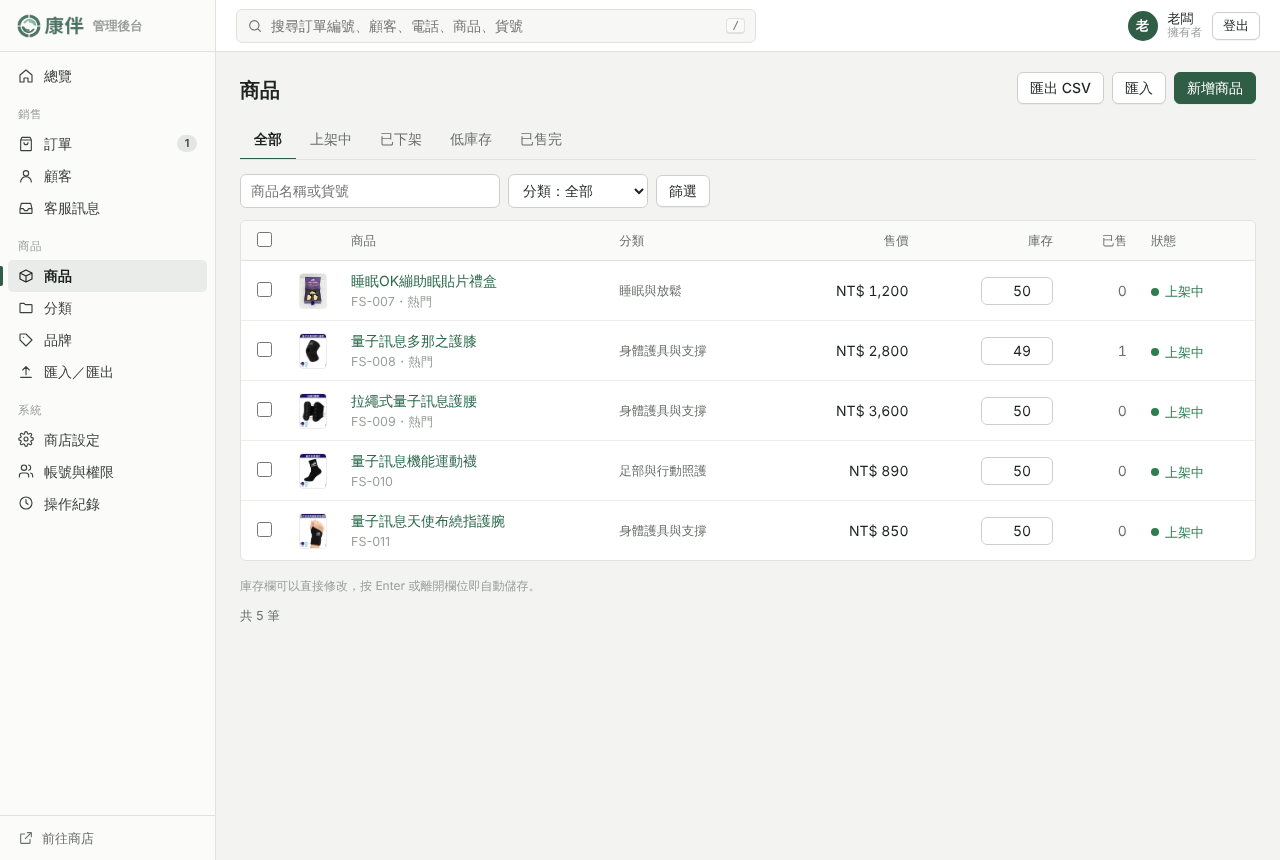 康伴 管理後台
搜尋訂單編號、顧客、電話、商品、貨號 /
老 老闆
擁有者
登出
總覽
銷售
訂單 1
顧客
客服訊息
商品
商品
分類
品牌
匯入／匯出
系統
商店設定
帳號與權限
操作紀錄
前往商店
商品
匯出 CSV 匯入 新增商品
全部 上架中 已下架 低庫存 已售完
商品名稱或貨號 分類：全部 篩選
商品 分類 售價 庫存 已售 狀態
睡眠OK繃助眠貼片禮盒
FS-007・熱門
睡眠與放鬆 NT$ 1,200 50 0 上架中
量子訊息多那之護膝
FS-008・熱門
身體護具與支撐 NT$ 2,800 49 1 上架中
拉繩式量子訊息護腰
FS-009・熱門
身體護具與支撐 NT$ 3,600 50 0 上架中
量子訊息機能運動襪
FS-010
足部與行動照護 NT$ 890 50 0 上架中
量子訊息天使布繞指護腕
FS-011
身體護具與支撐 NT$ 850 50 0 上架中
庫存欄可以直接修改，按 Enter 或離開欄位即自動儲存。
共 5 筆